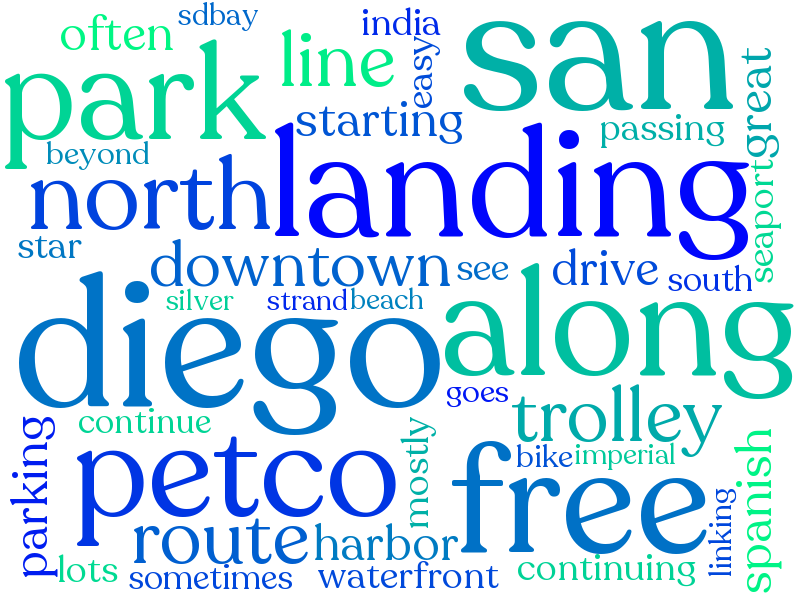 often
sdbay
india
san
park
line
easy
great
starting
passing
beyond
landing
north
seaport
star
downtown
see
drive
south
silver
strand
beach
diego
along
goes
trolley
continue
parking
petco
mostly
free
bike
imperial
spanish
route
harbor
linking
lots
sometimes
waterfront
continuing